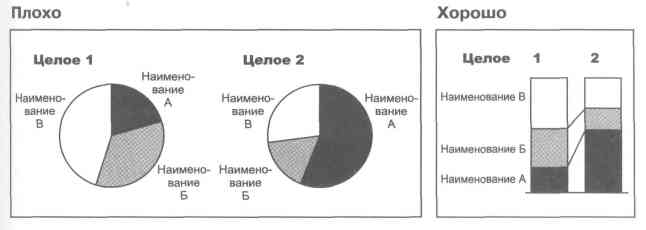 Плохо
Хорошо
Целое 1
Целое 2
Наимено-
вание
А
Наимено-
вание
В
Наимено-
вание
Б
Наимено-
вание
В
Наимено-
вание
А
Наимено-
вание
Б
Целое 1 2
Наименование В
Наименование Б
Наименование А